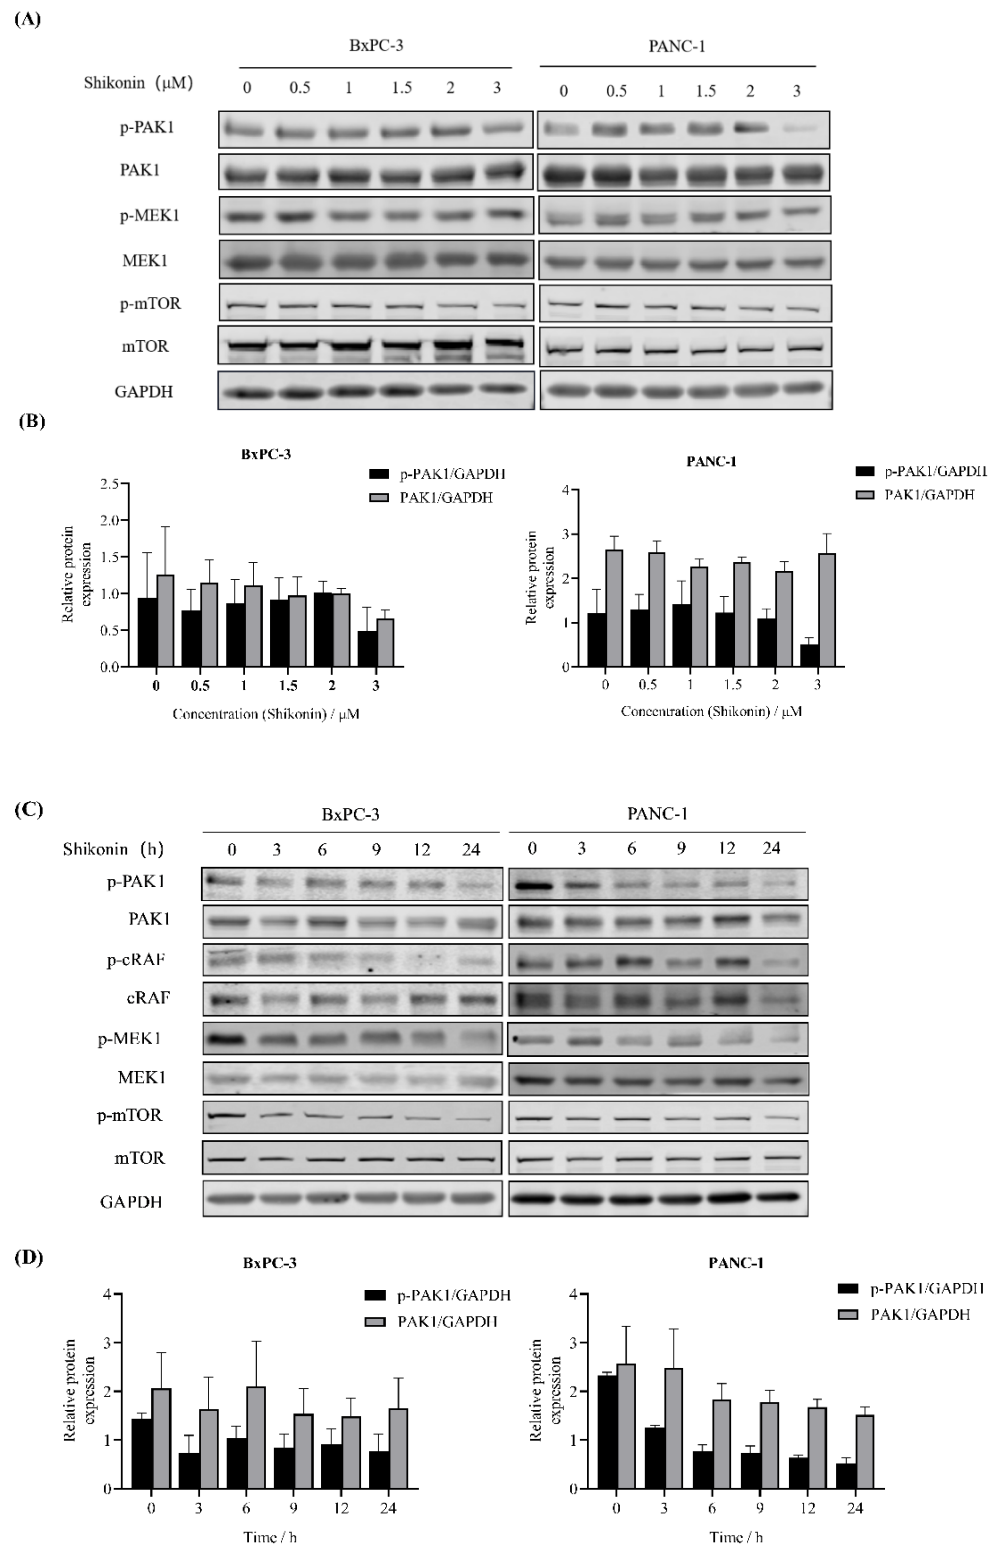 (A)
BxPC-3 PANC-1
Shikonin (μM) 0 0.5 1 1.5 2 3 0 0.5 1 1.5 2 3
p-PAK1
PAK1
p-MEK1
MEK1
p-mTOR
mTOR
GAPDH
(B)
BxPC-3
p-PAK1/GAPDH
PAK1/GAPDH
Relative protein
expression
2.5
2.0
1.5
1.0
0.5
0.0
0 0.5 1 1.5 2 3
Concentration (Shikonin) / μM
PANC-1
p-PAK1/GAPDH
PAK1/GAPDH
Relative protein
expression
4
3
2
1
0
0 0.5 1 1.5 2 3
Concentration (Shikonin) / μM
(C)
BxPC-3 PANC-1
Shikonin (h) 0 3 6 9 12 24 0 3 6 9 12 24
p-PAK1
PAK1
p-cRAF
cRAF
p-MEK1
MEK1
p-mTOR
mTOR
GAPDH
(D)
BxPC-3
p-PAK1/GAPDH
PAK1/GAPDH
Relative protein
expression
4
3
2
1
0
0 3 6 9 12 24
Time / h
PANC-1
p-PAK1/GAPDH
PAK1/GAPDH
Relative protein
expression
4
3
2
1
0
0 3 6 9 12 24
Time / h